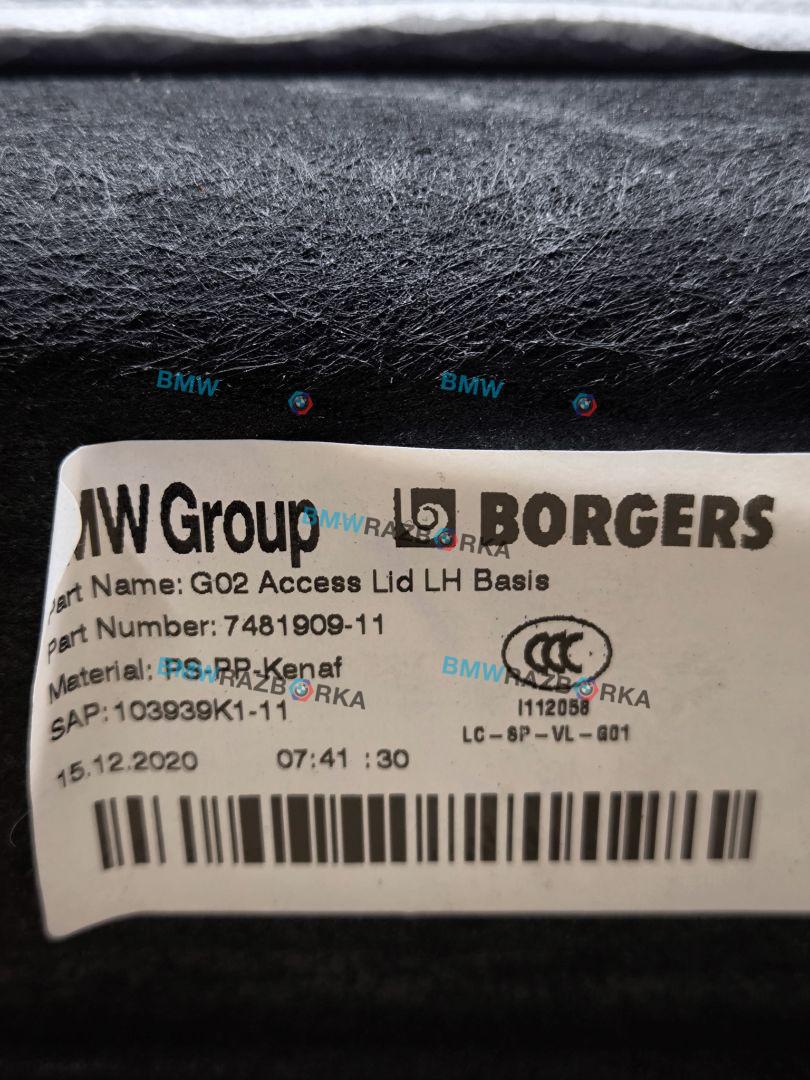 BMW BMW
MW Group BORGERS
BMWRAZBORKA
Part Name: G02 Access Lid LH Basis
Part Number: 7481909-11
CCC
Material: PS-PP-Kenaf
BMWRAZBORKA BMWRAZBORKA
SAP: 103939K1-11
I112058
LC-SP-VL-G01
15.12.2020 07:41 :30